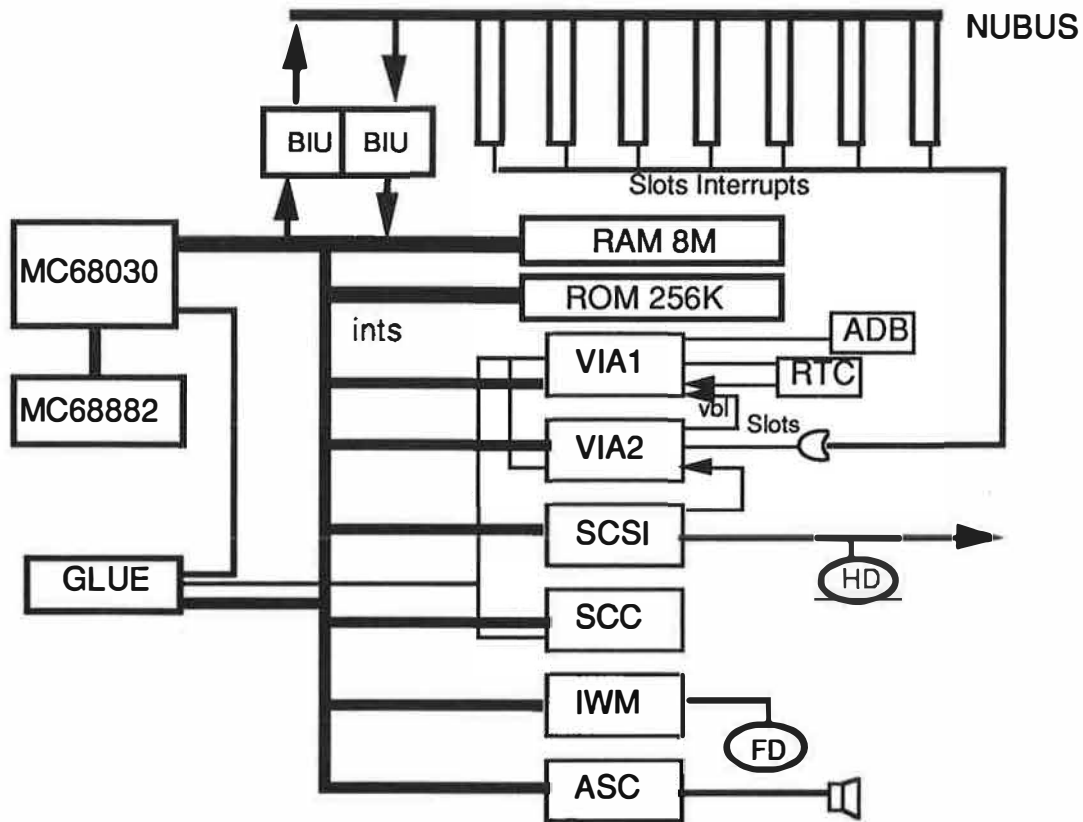 NUBUS
BIU BIU
Slots Interrupts
MC68030
RAM 8M
ROM 256K
ints
ADB
VIA1
RTC
MC68882
vbl
Slots
VIA2
SCSI
GLUE
HD
SCC
IWM
FD
ASC